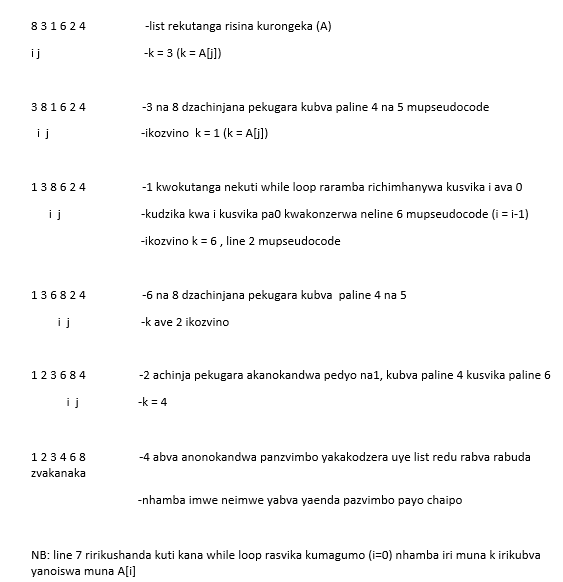 8 3 1 6 2 4 -list rekutanga risina kurongeka (A)
i j -k = 3 (k = A[j])
3 8 1 6 2 4 -3 na 8 dzachinjana pekugara kubva paline 4 na 5 mupseudocode
i j -ikozvino k = 1 (k = A[j])
1 3 8 6 2 4 -1 kwokutanga nekuti while loop raramba richimhanywa kusvika i ava 0
i j -kudzika kwa i kusvika pa0 kwakonzerwa neline 6 mupseudocode (i = i-1)
-ikozvino k = 6 , line 2 mupseudocode
1 3 6 8 2 4 -6 na 8 dzachinjana pekugara kubva paline 4 na 5
i j -k ave 2 ikozvino
1 2 3 6 8 4 -2 achinja pekugara akanokandwa pedyo na1, kubva paline 4 kusvika paline 6
i j -k = 4
1 2 3 4 6 8 -4 abva anonokandwa panzvimbo yakakodzera uye list redu rabva rabuda
zvakanaka
-nhamba imwe neimwe yabva yaenda pazvimbo payo chaipo
NB: line 7 ririkushanda kuti kana while loop rasvika kumagumo (i=0) nhamba iri muna k irikubva
yanoiswa muna A[i]